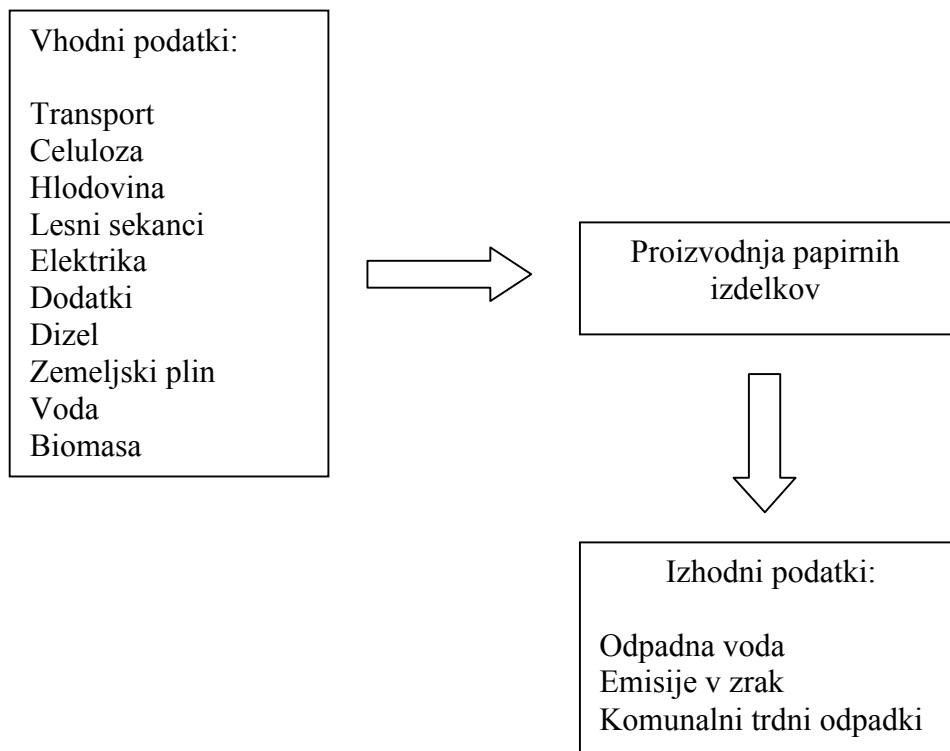 Vhodni podatki:
Transport
Celuloza
Hlodovina
Lesni sekanci
Elektrika
Dodatki
Dizel
Zemeljski plin
Voda
Biomasa
Proizvodnja papirnih
izdelkov
Izhodni podatki:
Odpadna voda
Emisije v zrak
Komunalni trdni odpadki